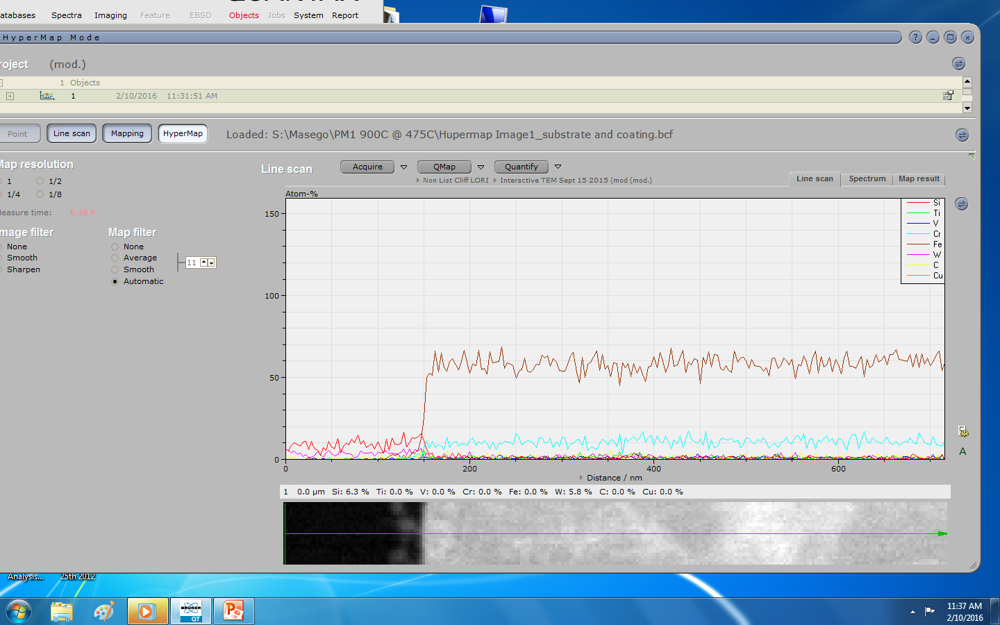 atabases Spectra Imaging Feature EBSD Objects Jobs System Report
HyperMap Mode
roject (mod.)
1 Objects
1 2/10/2016 11:31:51 AM
Point Line scan Mapping HyperMap Loaded: S:\Masego\PM1 900C @ 475C\Hupermap Image1_substrate and coating.bcf
Map resolution
1 1/2
1/4 1/8
easure time: 5:39 h
mage filter Map filter
None None
Smooth Average 11
Sharpen Smooth
Automatic
Line scan Acquire QMap Quantify
Non List Cliff LORI Interactive TEM Sept 15 2015 (mod (mod.)
Line scan Spectrum Map result
Atom-%
150
100
50
0
Si
Ti
V
Cr
Fe
W
C
Cu
A
0 200 400 600
Distance / nm
1 0.0 µm Si: 6.3 % Ti: 0.0 % V: 0.0 % Cr: 0.0 % Fe: 0.0 % W: 5.8 % C: 0.0 % Cu: 0.0 %
Analysis... 25th 2012
BRUKER
QT
11:37 AM
2/10/2016